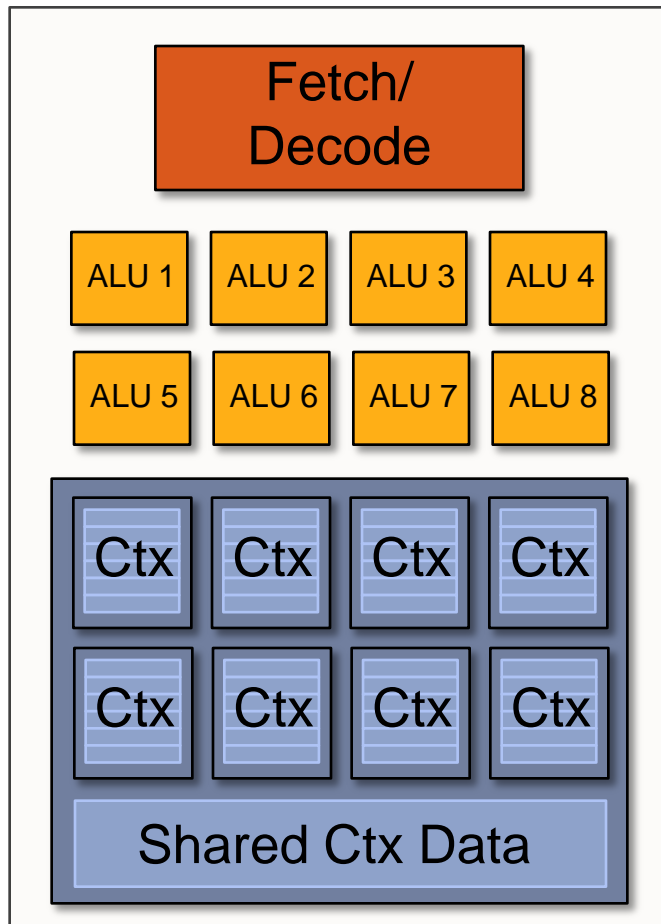 Fetch/
Decode
ALU 1 ALU 2 ALU 3 ALU 4
ALU 5 ALU 6 ALU 7 ALU 8
Ctx Ctx Ctx Ctx
Ctx Ctx Ctx Ctx
Shared Ctx Data